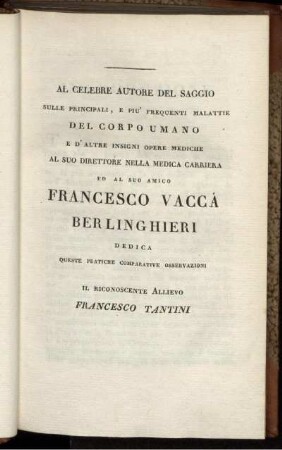 AL CELEBRE AUTORE DEL SAGGIO
SULLE PRINCIPALI, E PIU' FREQUENTI MALATTIE
DEL CORPO UMANO
E D'ALTRE INSIGNI OPERE MEDICHE
AL SUO DIRETTORE NELLA MEDICA CARRIERA
ED AL SUO AMICO
FRANCESCO VACCÀ
BERLINGHIERI
DEDICA
QUESTE PRATICHE COMPARATIVE OSSERVAZIONI
IL RICONOSCENTE ALLIEVO
FRANCESCO TANTINI